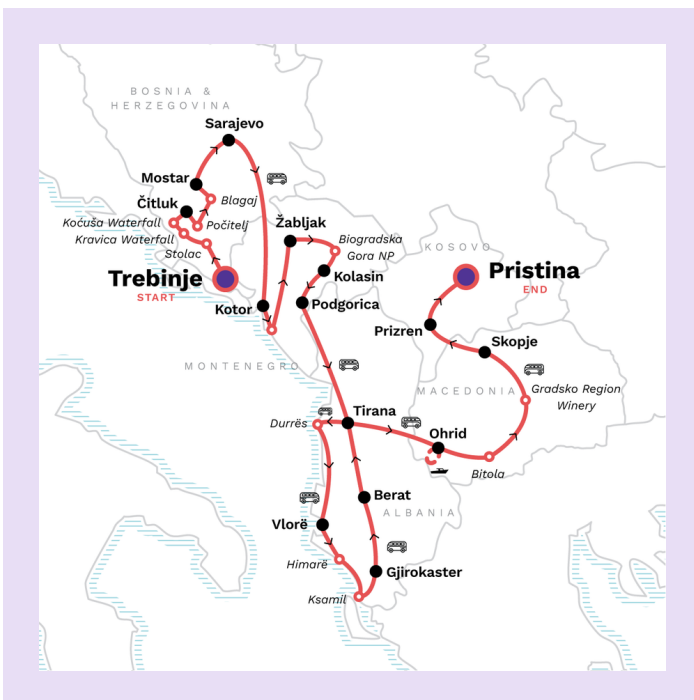 BOSNIA &
HERZEGOVINA
Sarajevo
Mostar
Blagaj
Čitluk
Koćuša Waterfall
Počitelj
Kravica Waterfall
Stolac
Trebinje
START
Žabljak
Biogradska
Gora NP
Kolasin
Kotor
Podgorica
KOSOVO
Pristina
END
Prizren
Skopje
MONTENEGRO
MACEDONIA
Gradsko Region
Winery
Tirana
Durrës
Ohrid
Bitola
Berat
ALBANIA
Vlorë
Himarë
Gjirokaster
Ksamil